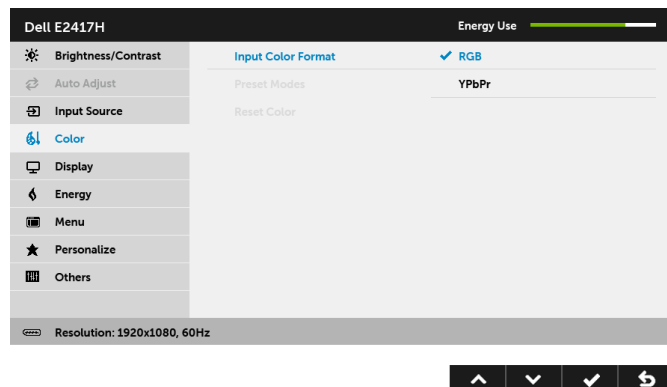 Dell E2417H
Energy Use
Brightness/Contrast
Input Color Format
RGB
Auto Adjust
Preset Modes
YPbPr
Input Source
Reset Color
Color
Display
Energy
Menu
Personalize
Others
Resolution: 1920x1080, 60Hz